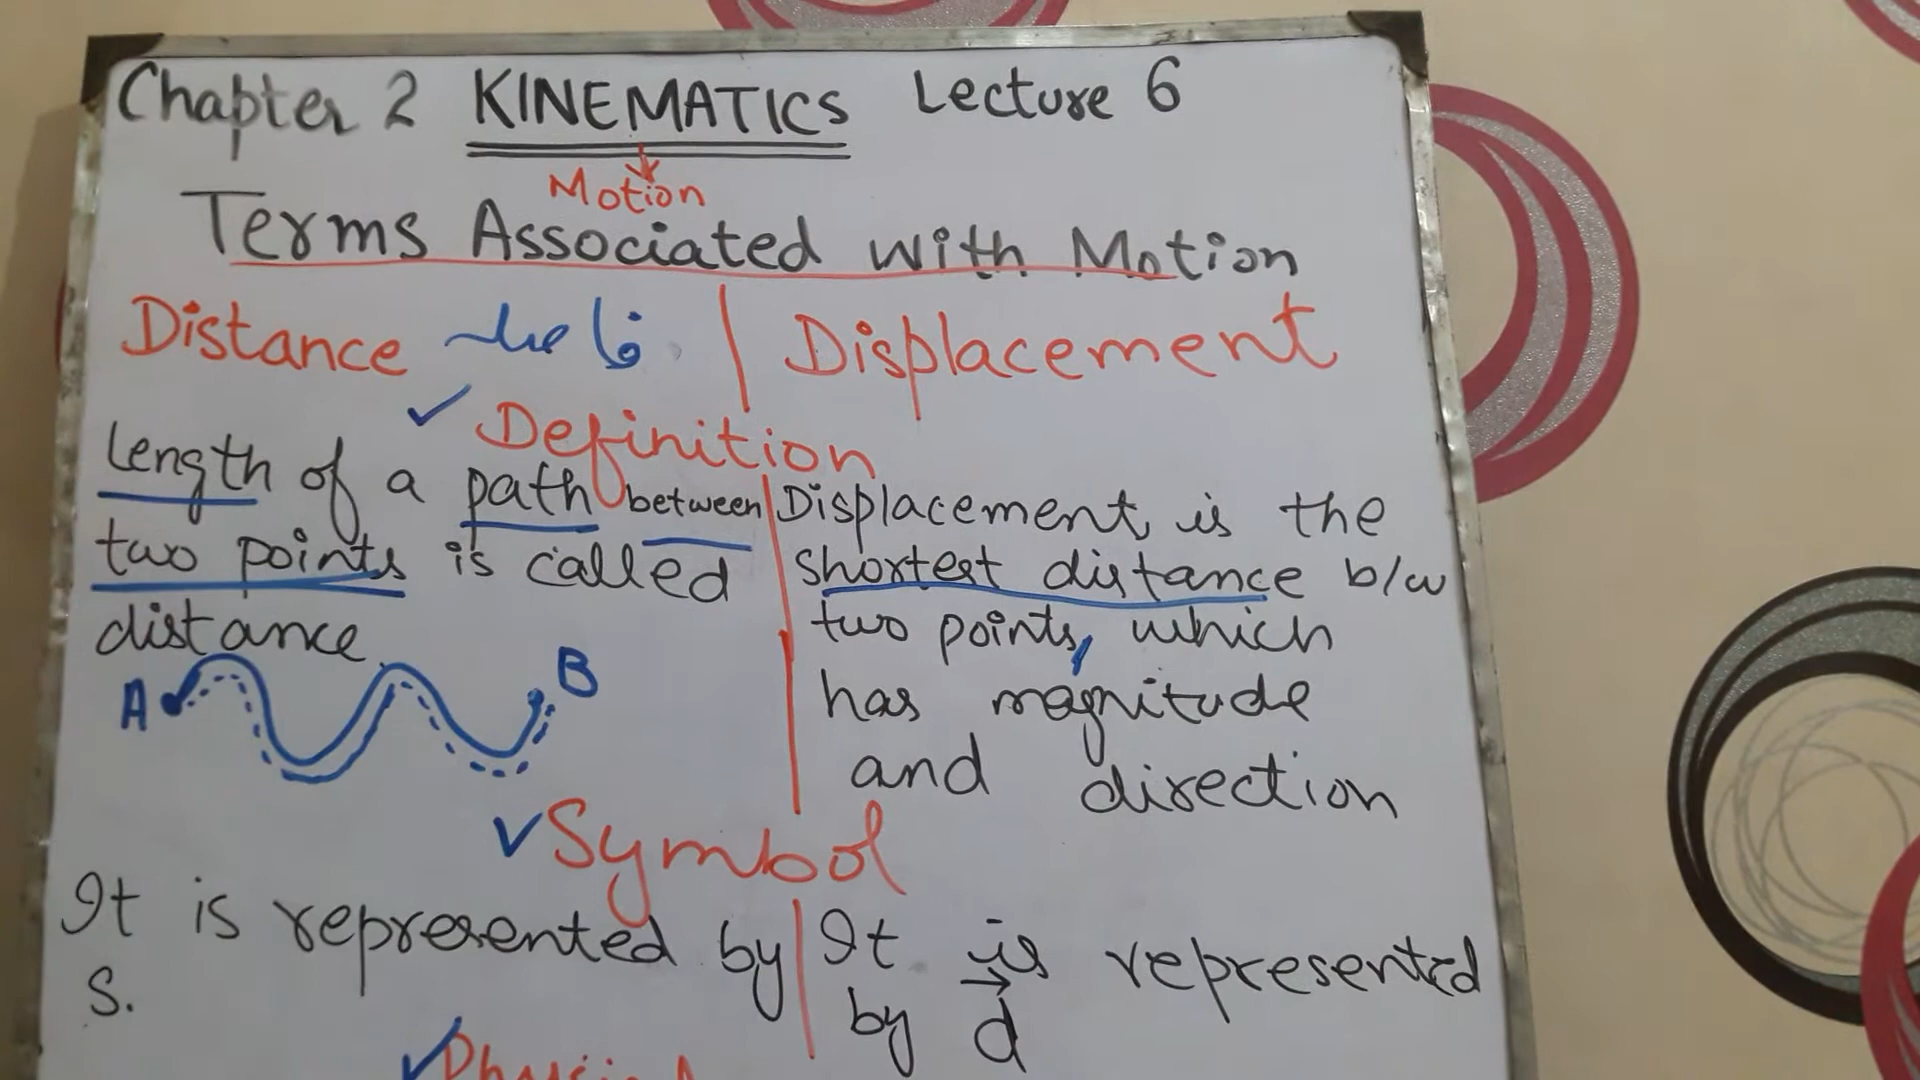 Chapter 2 KINEMATICS Lecture 6
Motion
Terms Associated with Motion
Distance فاصلہ | Displacement
✓ Definition
Length of a path between
two points is called
distance
A B
Displacement is the
shortest distance b/w
two points, which
has magnitude
and direction
✓ Symbol
It is represented by
S.
It is represented
by d⃗